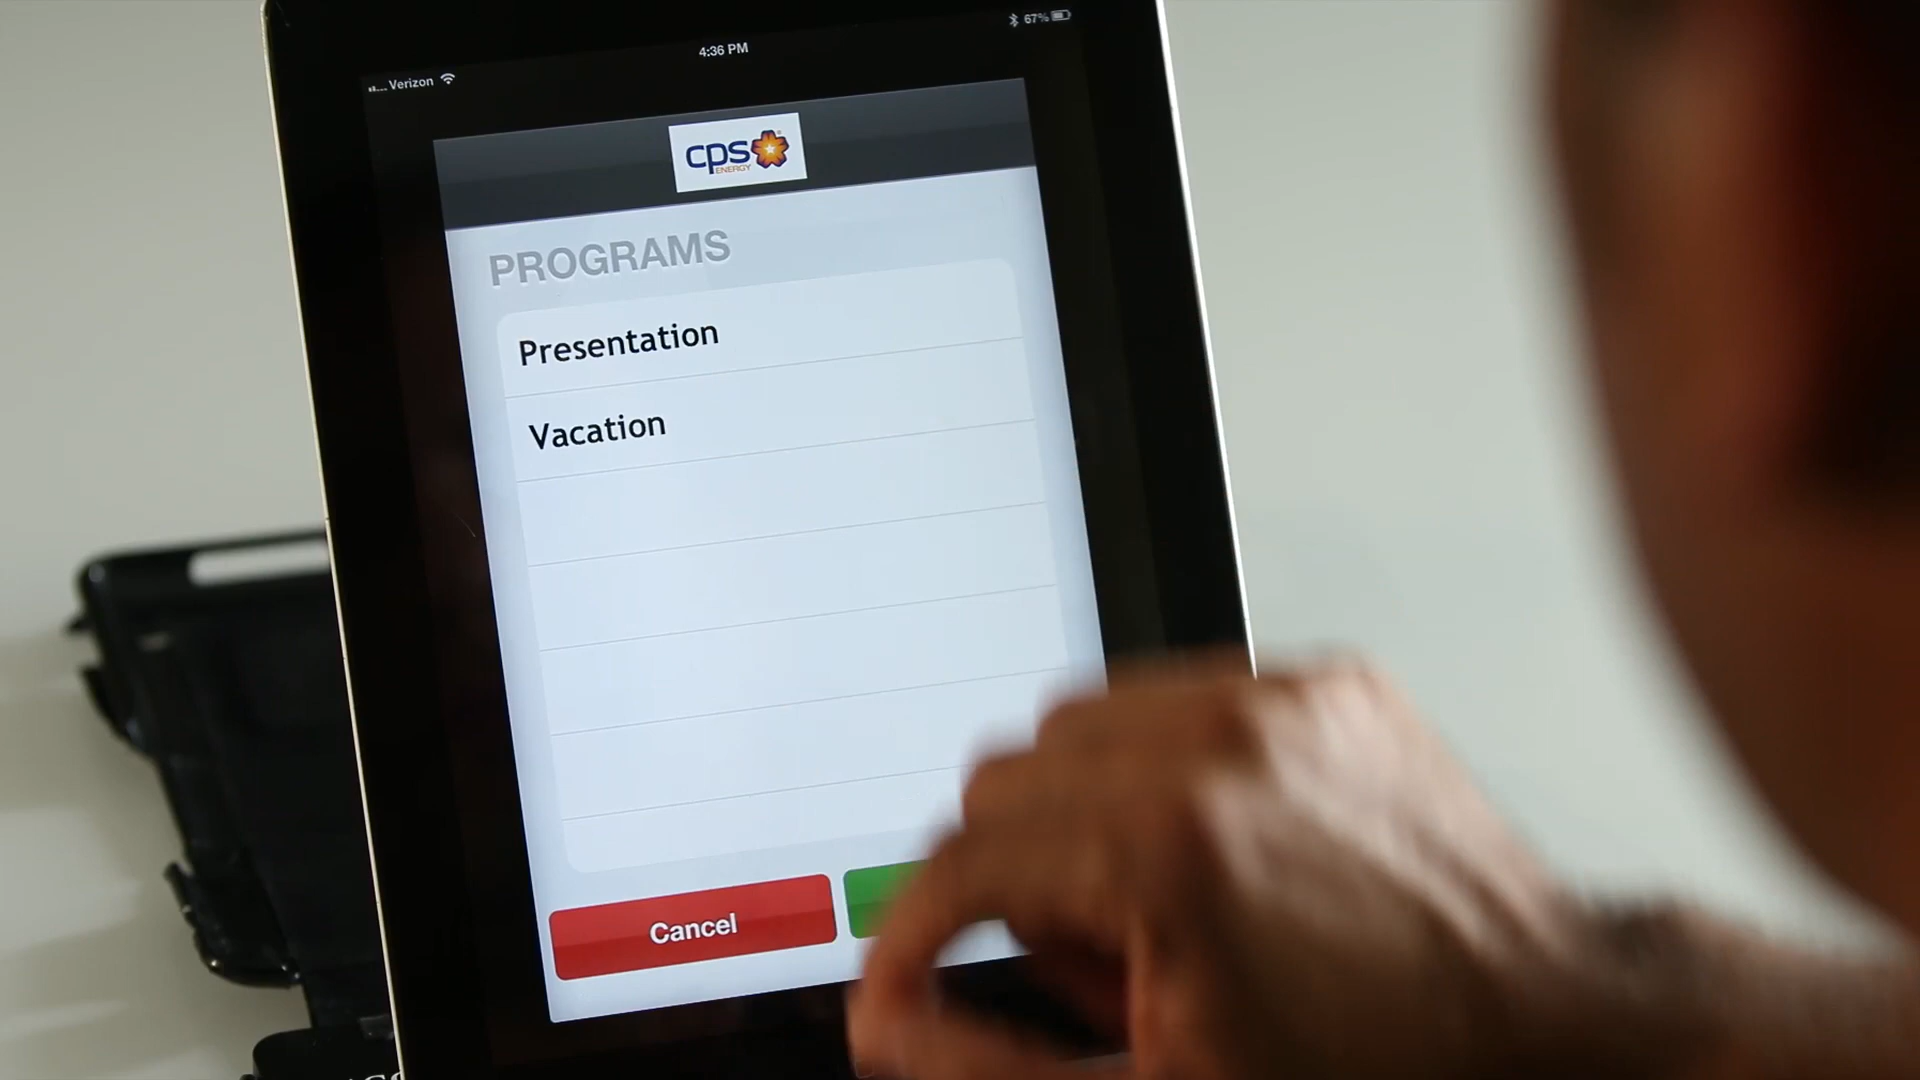 4:36 PM
67%
Verizon
cps
ENERGY
PROGRAMS
Presentation
Vacation
Cancel